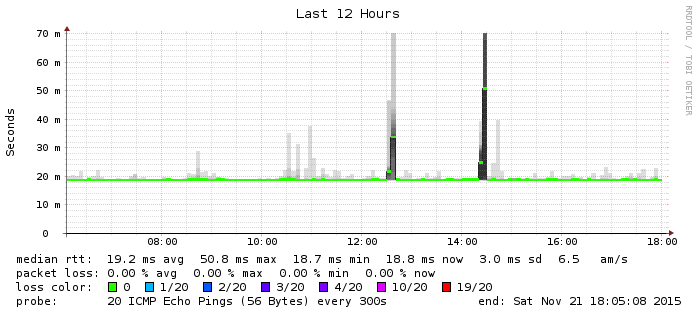 Last 12 Hours
RRDTOOL / TOBI OETIKER
Seconds
70 m
60 m
50 m
40 m
30 m
20 m
10 m
0
08:00 10:00 12:00 14:00 16:00 18:00
median rtt: 19.2 ms avg 50.8 ms max 18.7 ms min 18.8 ms now 3.0 ms sd 6.5 am/s
packet loss: 0.00 % avg 0.00 % max 0.00 % min 0.00 % now
loss color: 0 1/20 2/20 3/20 4/20 10/20 19/20
probe: 20 ICMP Echo Pings (56 Bytes) every 300s end: Sat Nov 21 18:05:08 2015